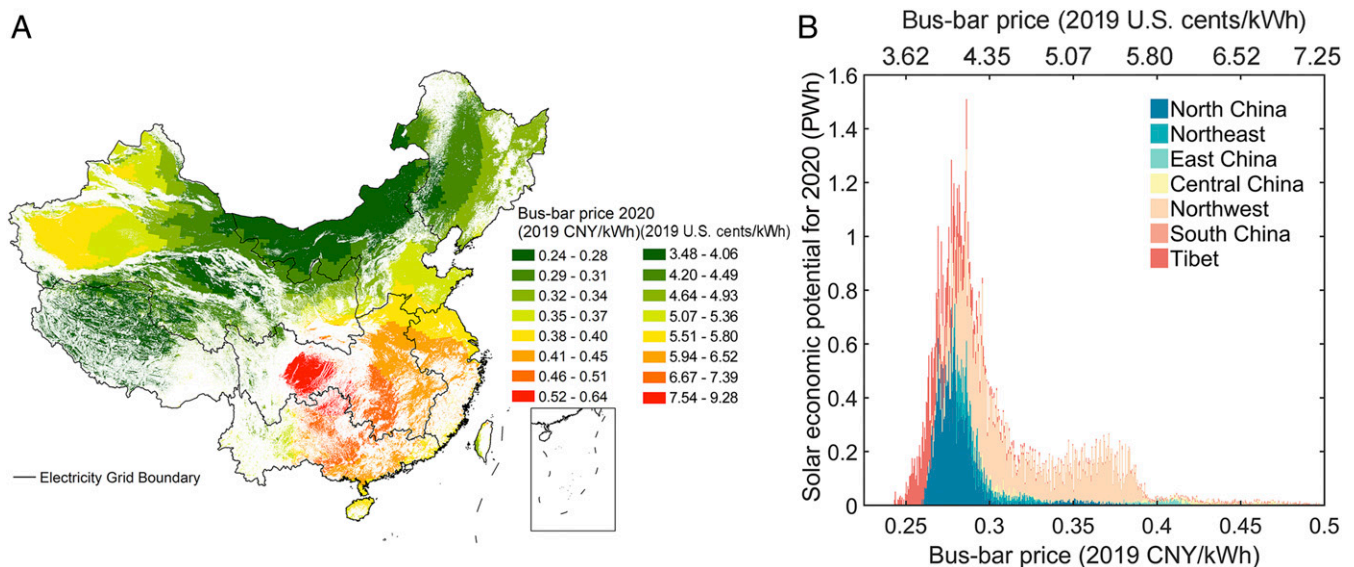 A
Bus-bar price 2020
(2019 CNY/kWh) (2019 U.S. cents/kWh)
0.24 - 0.28 3.48 - 4.06
0.29 - 0.31 4.20 - 4.49
0.32 - 0.34 4.64 - 4.93
0.35 - 0.37 5.07 - 5.36
0.38 - 0.40 5.51 - 5.80
0.41 - 0.45 5.94 - 6.52
0.46 - 0.51 6.67 - 7.39
0.52 - 0.64 7.54 - 9.28
Electricity Grid Boundary
B
Bus-bar price (2019 U.S. cents/kWh)
3.62 4.35 5.07 5.80 6.52 7.25
Solar economic potential for 2020 (PWh)
1.6
1.4
1.2
1
0.8
0.6
0.4
0.2
0
North China
Northeast
East China
Central China
Northwest
South China
Tibet
0.25 0.3 0.35 0.4 0.45 0.5
Bus-bar price (2019 CNY/kWh)